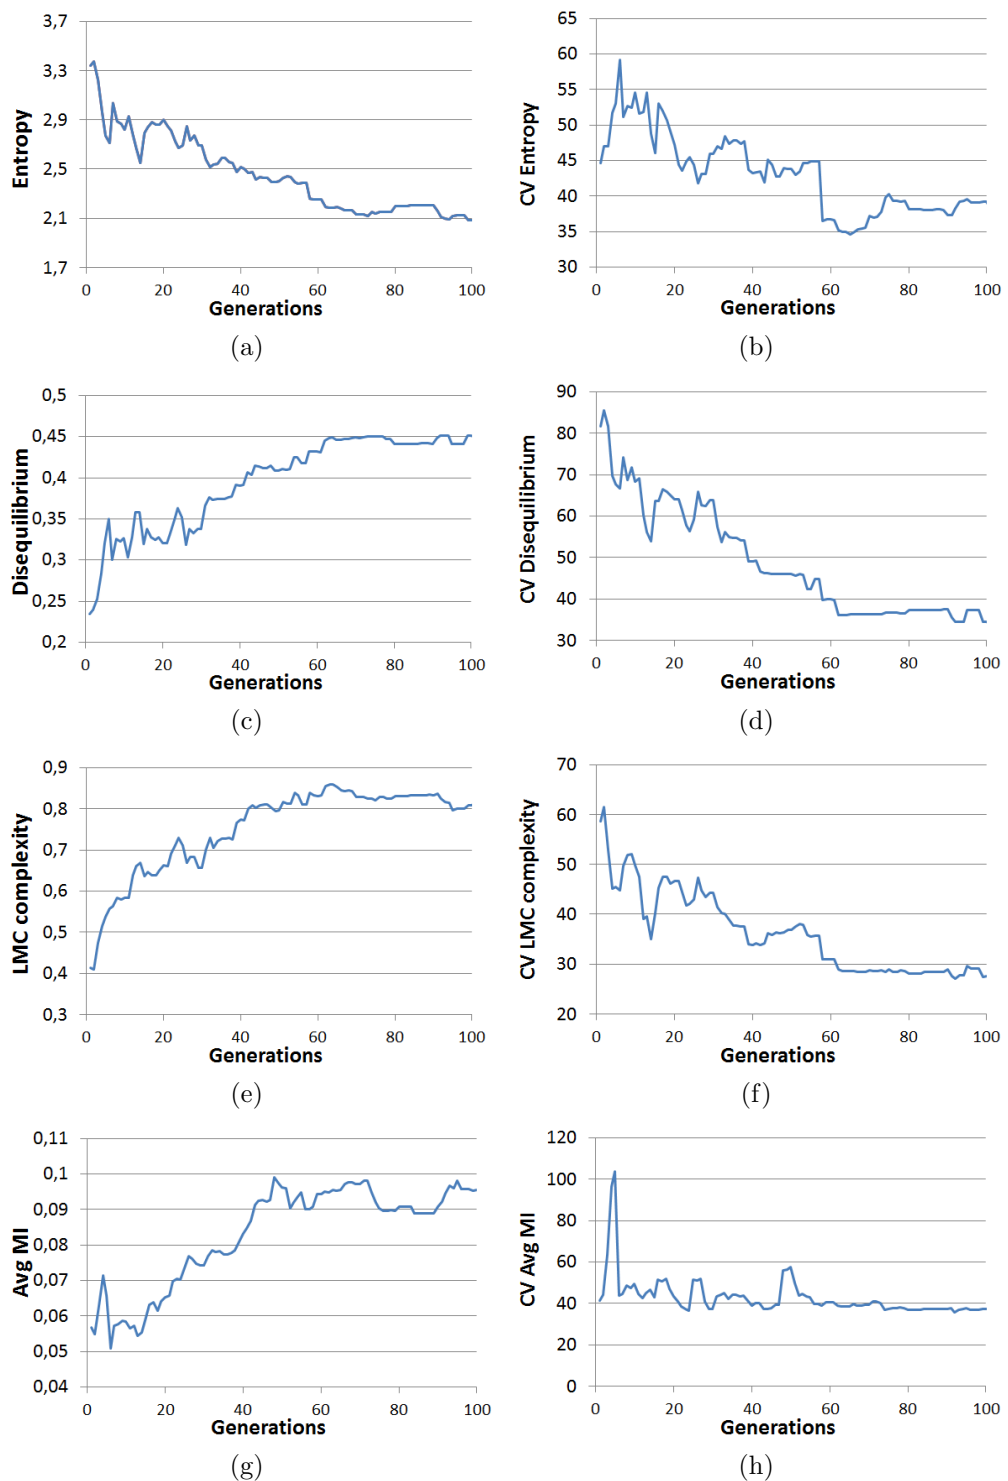 Entropy
3,7
3,3
2,9
2,5
2,1
1,7
0 20 40 60 80 100
Generations
(a)
CV Entropy
65
60
55
50
45
40
35
30
0 20 40 60 80 100
Generations
(b)
Disequilibrium
0,5
0,45
0,4
0,35
0,3
0,25
0,2
0 20 40 60 80 100
Generations
(c)
CV Disequilibrium
90
80
70
60
50
40
30
0 20 40 60 80 100
Generations
(d)
LMC complexity
0,9
0,8
0,7
0,6
0,5
0,4
0,3
0 20 40 60 80 100
Generations
(e)
CV LMC complexity
70
60
50
40
30
20
0 20 40 60 80 100
Generations
(f)
Avg MI
0,11
0,1
0,09
0,08
0,07
0,06
0,05
0,04
0 20 40 60 80 100
Generations
(g)
CV Avg MI
120
100
80
60
40
20
0
0 20 40 60 80 100
Generations
(h)